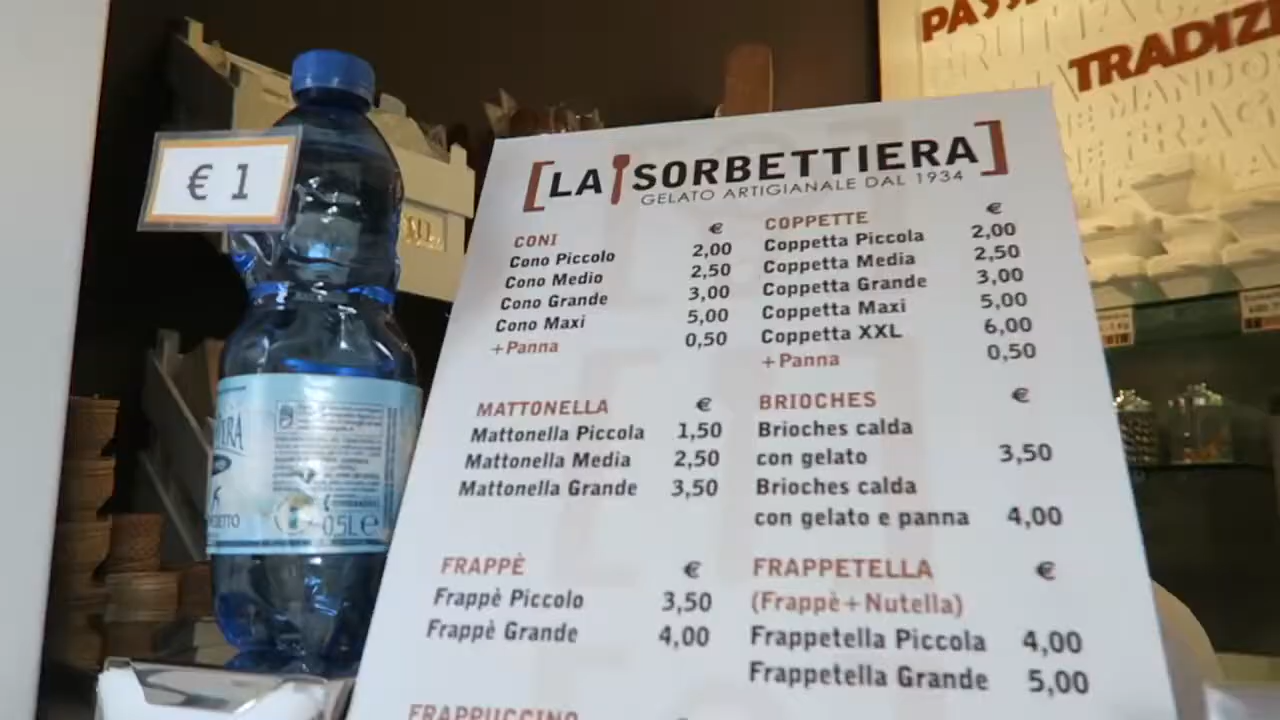 € 1
0,5L e
PASS
TRADIZI
[LA SORBETTIERA]
GELATO ARTIGIANALE DAL 1934
CONI €
Cono Piccolo 2,00
Cono Medio 2,50
Cono Grande 3,00
Cono Maxi 5,00
+Panna 0,50
COPPETTE €
Coppetta Piccola 2,00
Coppetta Media 2,50
Coppetta Grande 3,00
Coppetta Maxi 5,00
Coppetta XXL 6,00
+Panna 0,50
MATTONELLA €
Mattonella Piccola 1,50
Mattonella Media 2,50
Mattonella Grande 3,50
BRIOCHES €
Brioches calda
con gelato 3,50
Brioches calda
con gelato e panna 4,00
FRAPPÈ €
Frappè Piccolo 3,50
Frappè Grande 4,00
FRAPPETELLA €
(Frappè+Nutella)
Frappetella Piccola 4,00
Frappetella Grande 5,00
FRAPPUCCINO €